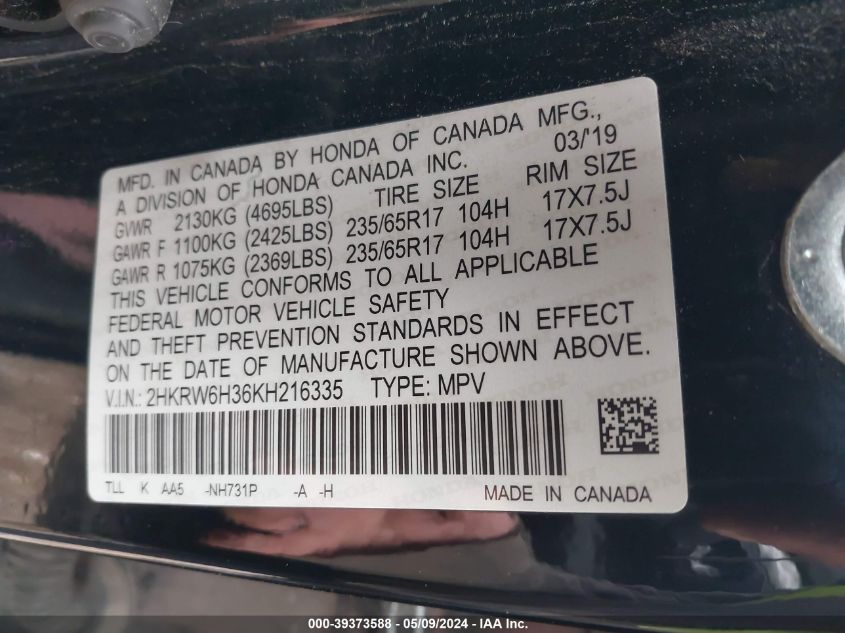 MFD. IN CANADA BY HONDA OF CANADA MFG.,
A DIVISION OF HONDA CANADA INC. 03/'19
GVWR 2130KG (4695LBS) TIRE SIZE RIM SIZE
GAWR F 1100KG (2425LBS) 235/65R17 104H 17X7.5J
GAWR R 1075KG (2369LBS) 235/65R17 104H 17X7.5J
THIS VEHICLE CONFORMS TO ALL APPLICABLE
FEDERAL MOTOR VEHICLE SAFETY
AND THEFT PREVENTION STANDARDS IN EFFECT
ON THE DATE OF MANUFACTURE SHOWN ABOVE.
V.I.N.: 2HKRW6H36KH216335 TYPE: MPV
TLL K AA5 -NH731P -A -H MADE IN CANADA
000-39373588 - 05/09/2024 - IAA Inc.